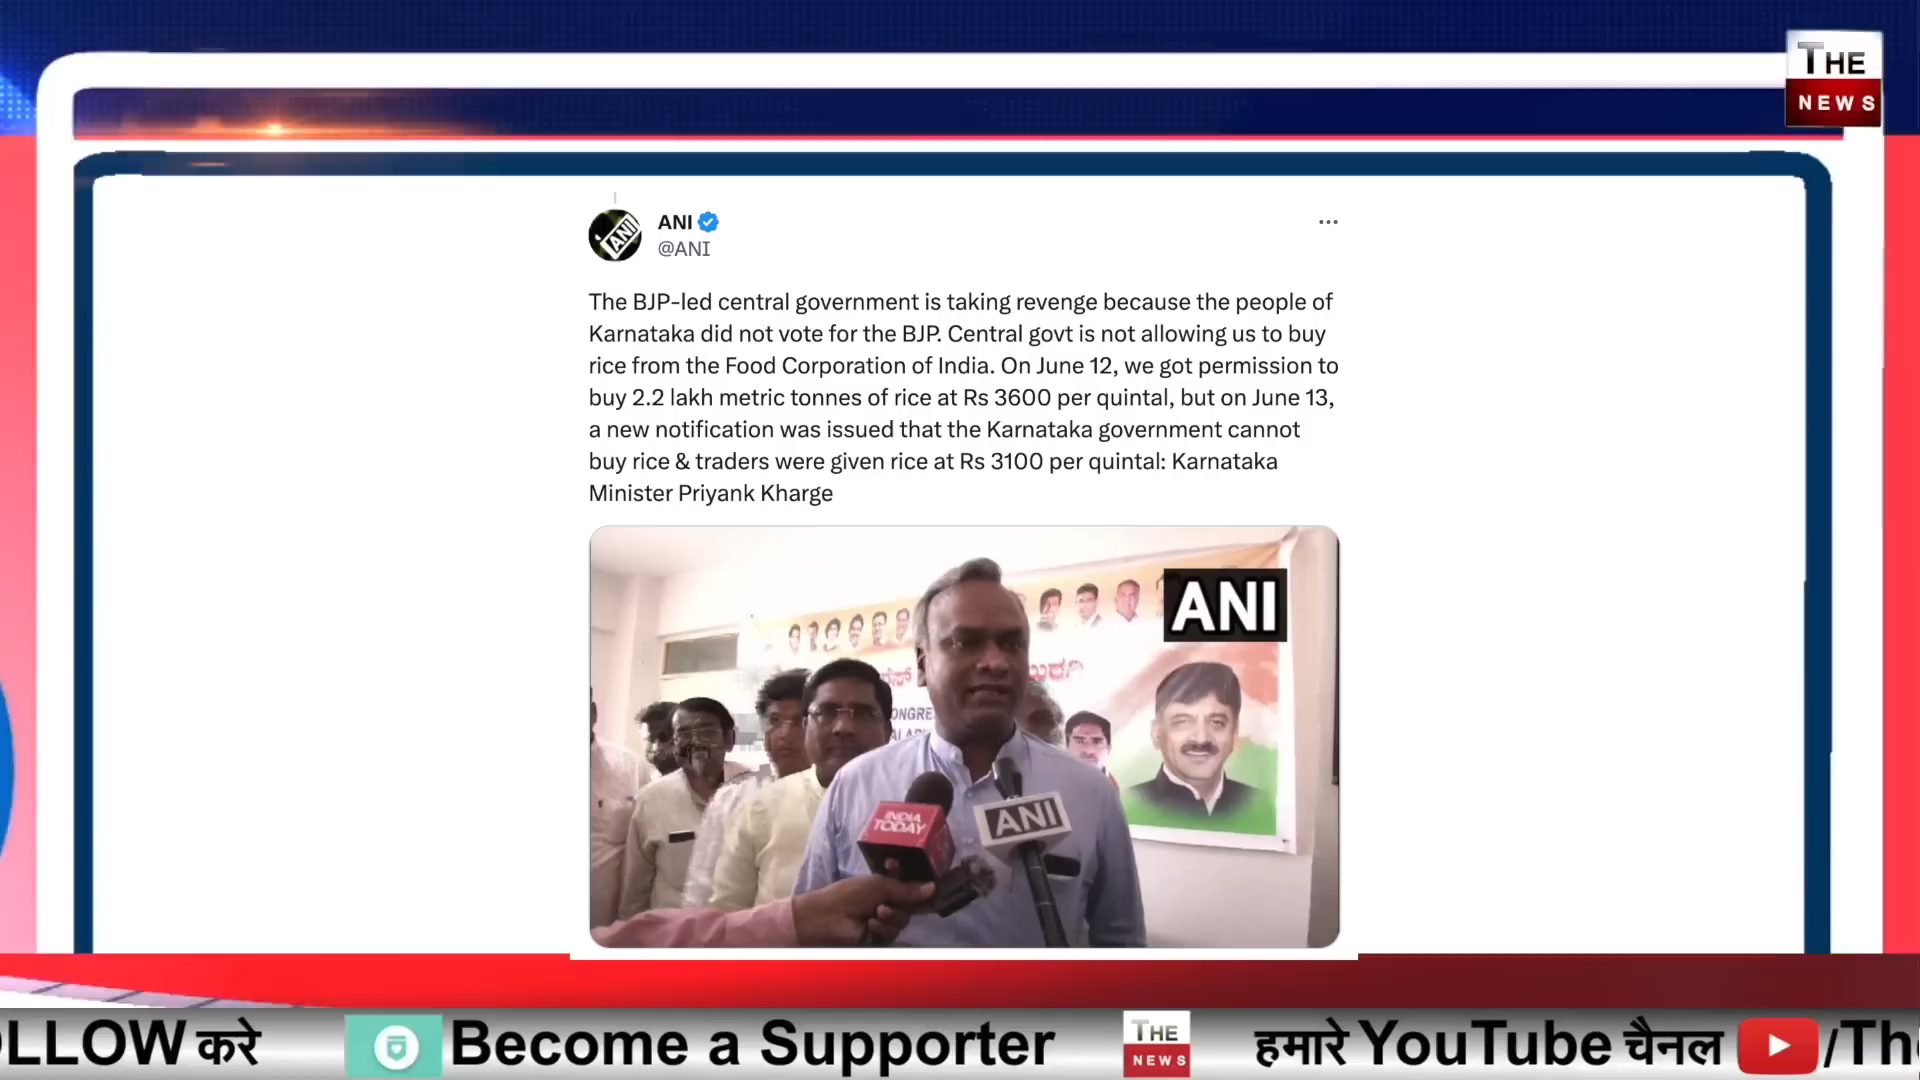 THE
NEWS
ANI
@ANI
The BJP-led central government is taking revenge because the people of
Karnataka did not vote for the BJP. Central govt is not allowing us to buy
rice from the Food Corporation of India. On June 12, we got permission to
buy 2.2 lakh metric tonnes of rice at Rs 3600 per quintal, but on June 13,
a new notification was issued that the Karnataka government cannot
buy rice & traders were given rice at Rs 3100 per quintal: Karnataka
Minister Priyank Kharge
ANI
ONGRE
INDIA
TODAY
ANI
OLLOW करे
Become a Supporter
THE
NEWS
हमारे YouTube चैनल
/Th